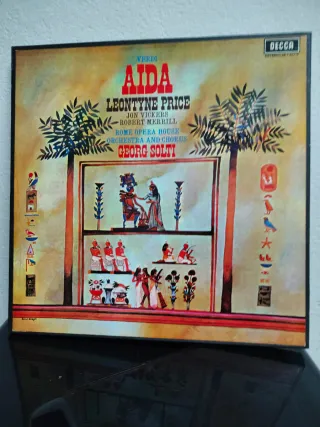 VERDI
DECCA
AIDA
LEONTYNE PRICE
JON VICKERS
ROBERT MERRILL
ROME OPERA HOUSE
ORCHESTRA AND CHORUS
GEORG SOLTI